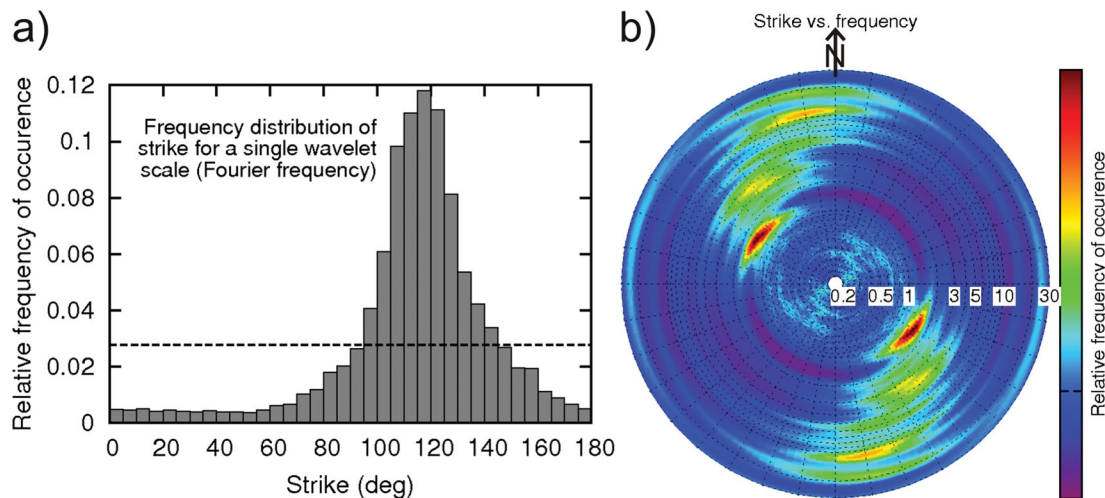 a)
Relative frequency of occurence
0.12
0.1
0.08
0.06
0.04
0.02
0
Frequency distribution of
strike for a single wavelet
scale (Fourier frequency)
0 20 40 60 80 100 120 140 160 180
Strike (deg)
b)
Strike vs. frequency
N
0.2 0.5 1 3 5 10 30
Relative frequency of occurence